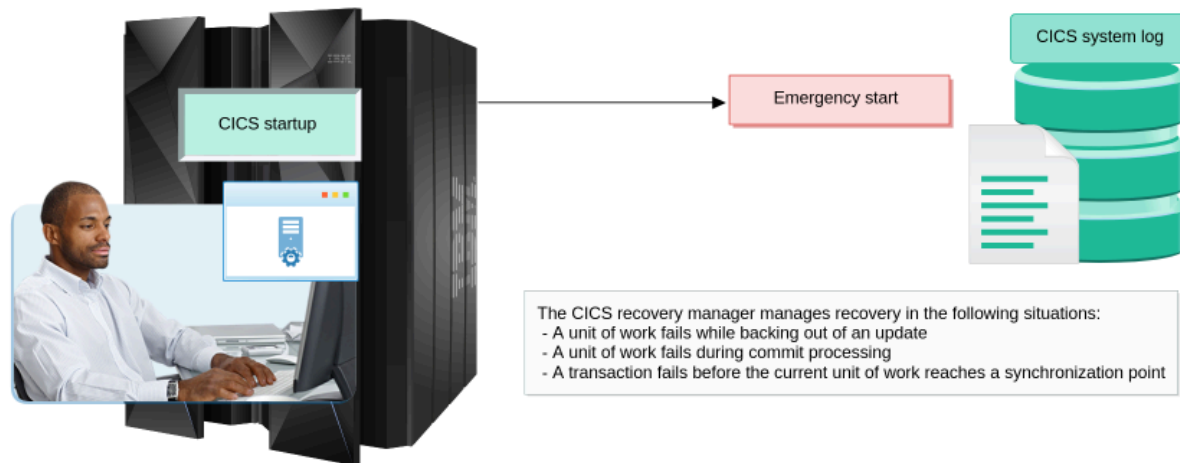 CICS system log
IBM
Emergency start
CICS startup
IBM
The CICS recovery manager manages recovery in the following situations:
- A unit of work fails while backing out of an update
- A unit of work fails during commit processing
- A transaction fails before the current unit of work reaches a synchronization point